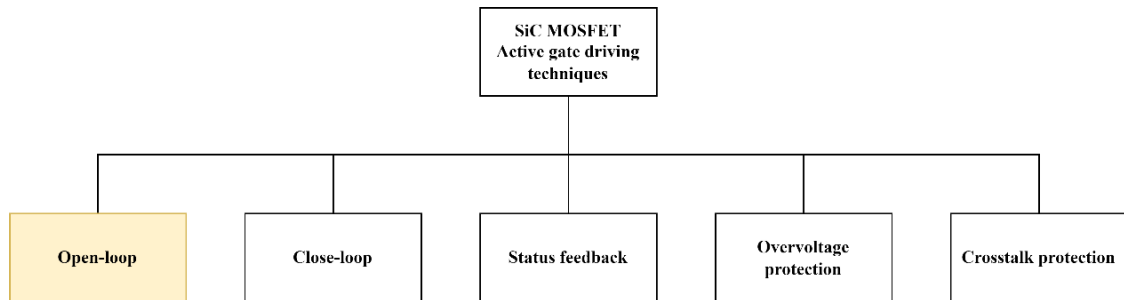 SiC MOSFET
Active gate driving
techniques
Open-loop
Close-loop
Status feedback
Overvoltage
protection
Crosstalk protection